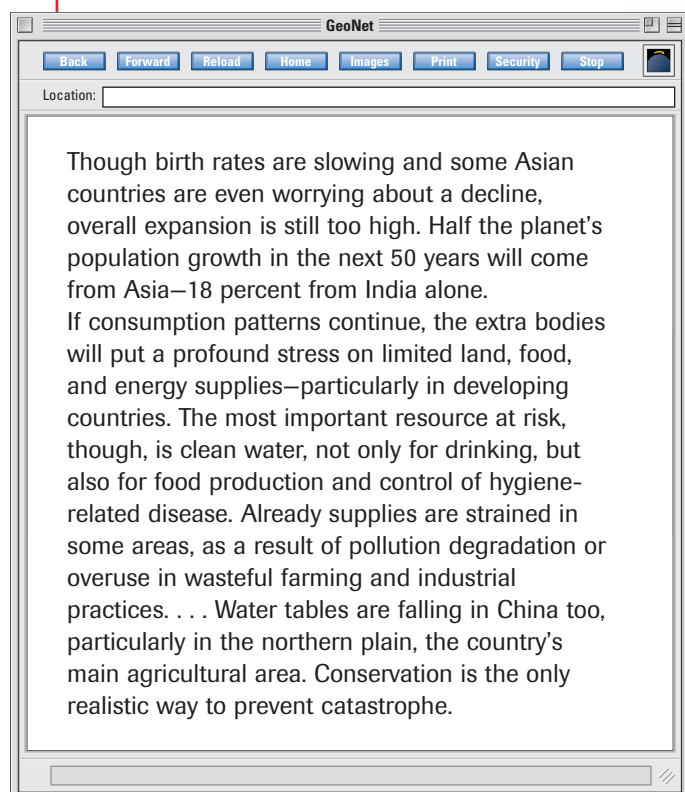 GeoNet
Back Forward Reload Home Images Print Security Stop
Location:
Though birth rates are slowing and some Asian
countries are even worrying about a decline,
overall expansion is still too high. Half the planet's
population growth in the next 50 years will come
from Asia—18 percent from India alone.
If consumption patterns continue, the extra bodies
will put a profound stress on limited land, food,
and energy supplies—particularly in developing
countries. The most important resource at risk,
though, is clean water, not only for drinking, but
also for food production and control of hygiene-
related disease. Already supplies are strained in
some areas, as a result of pollution degradation or
overuse in wasteful farming and industrial
practices. . . . Water tables are falling in China too,
particularly in the northern plain, the country's
main agricultural area. Conservation is the only
realistic way to prevent catastrophe.